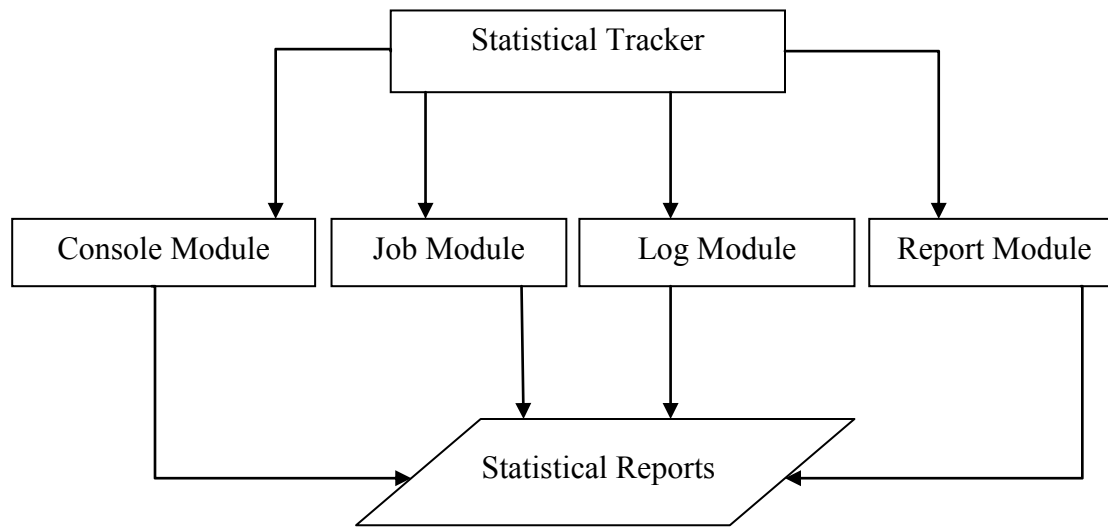 Statistical Tracker
Console Module
Job Module
Log Module
Report Module
Statistical Reports